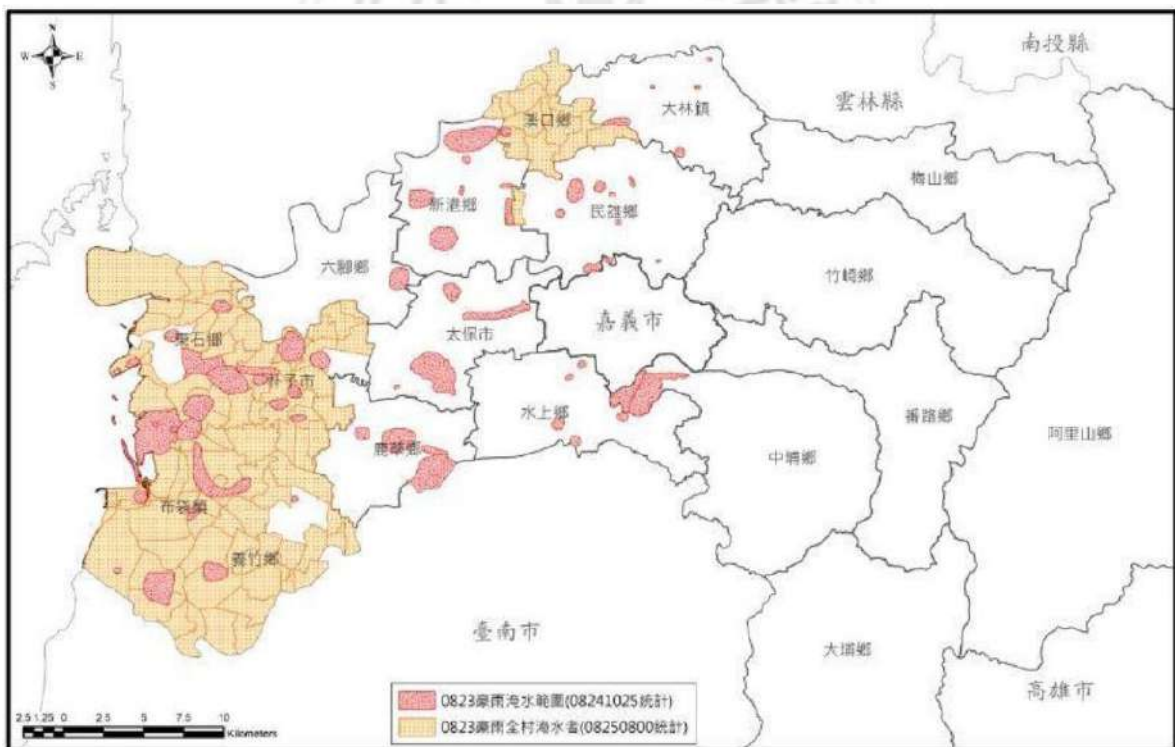 N
W E
S
南投縣
雲林縣
大林鎮
溪口鄉
梅山鄉
新港鄉
民雄鄉
六腳鄉
竹崎鄉
嘉義市
太保市
東石鄉
朴子市
水上鄉
番路鄉
阿里山鄉
鹿草鄉
中埔鄉
布袋鎮
義竹鄉
臺南市
大埔鄉
高雄市
0823豪雨淹水範圍(08241025統計)
0823豪雨全村淹水者(08250800統計)
2.5 1.25 0 2.5 5 7.5 10
Kilometers